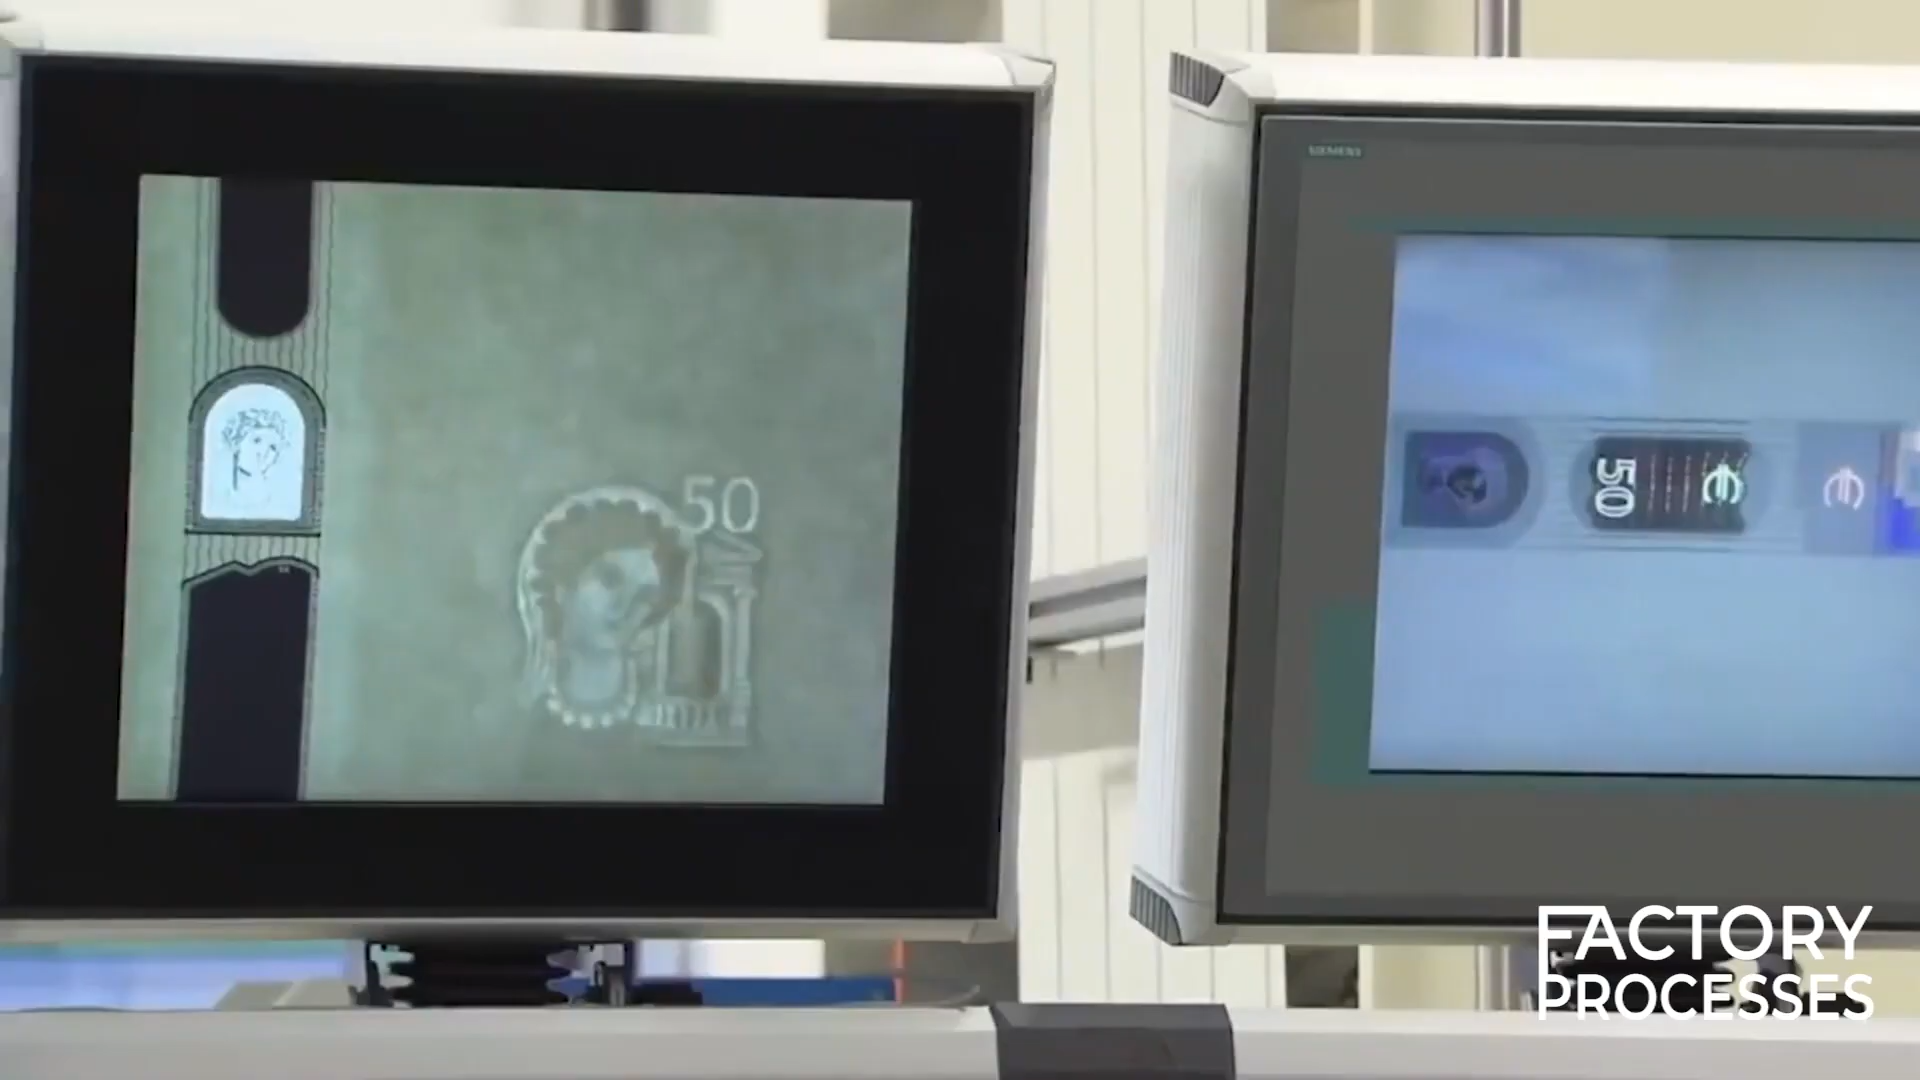 50
SIEMENS
50 €
€
FACTORY
PROCESSES